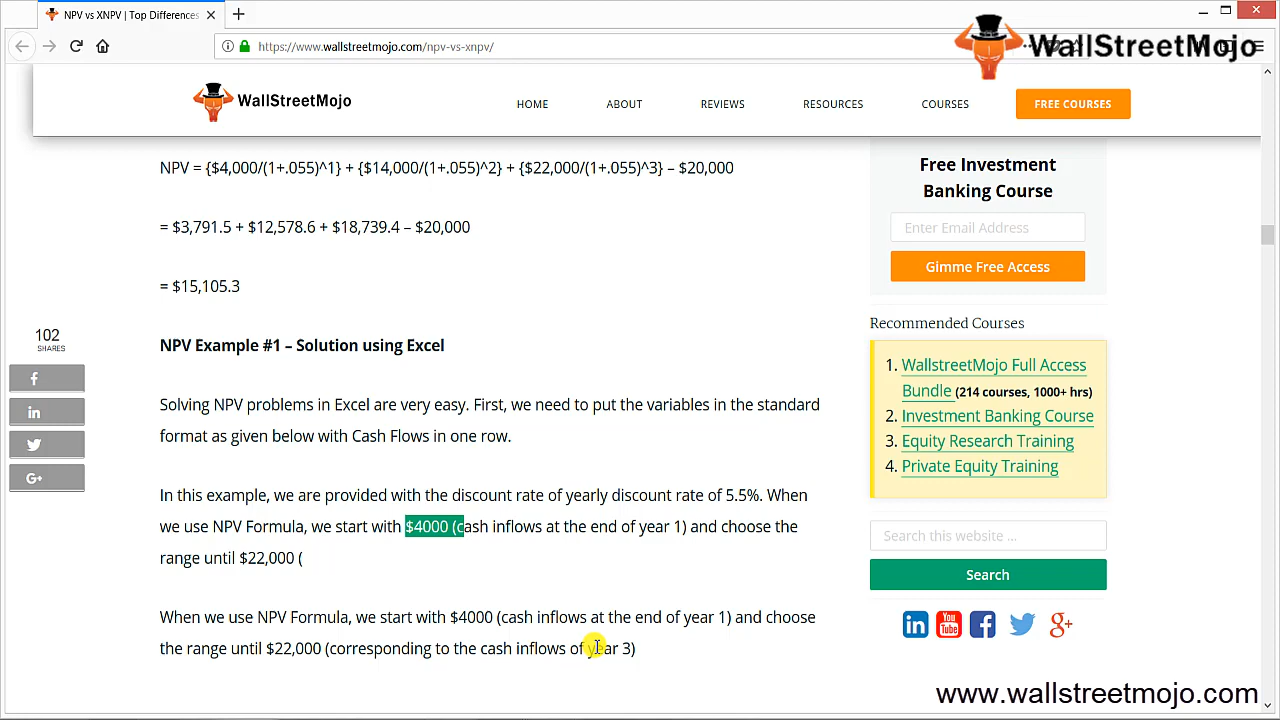 NPV vs XNPV | Top Differences
https://www.wallstreetmojo.com/npv-vs-xnpv/
WallStreetMojo
WallStreetMojo
HOME
ABOUT
REVIEWS
RESOURCES
COURSES
FREE COURSES
NPV = {$4,000/(1+.055)^1} + {$14,000/(1+.055)^2} + {$22,000/(1+.055)^3} – $20,000
= $3,791.5 + $12,578.6 + $18,739.4 – $20,000
= $15,105.3
102
SHARES
NPV Example #1 – Solution using Excel
Solving NPV problems in Excel are very easy. First, we need to put the variables in the standard
format as given below with Cash Flows in one row.
In this example, we are provided with the discount rate of yearly discount rate of 5.5%. When
we use NPV Formula, we start with $4000 (cash inflows at the end of year 1) and choose the
range until $22,000 (
When we use NPV Formula, we start with $4000 (cash inflows at the end of year 1) and choose
the range until $22,000 (corresponding to the cash inflows of year 3)
Free Investment
Banking Course
Enter Email Address
Gimme Free Access
Recommended Courses
1. WallstreetMojo Full Access
Bundle (214 courses, 1000+ hrs)
2. Investment Banking Course
3. Equity Research Training
4. Private Equity Training
Search this website ...
Search
You
Tube
www.wallstreetmojo.com